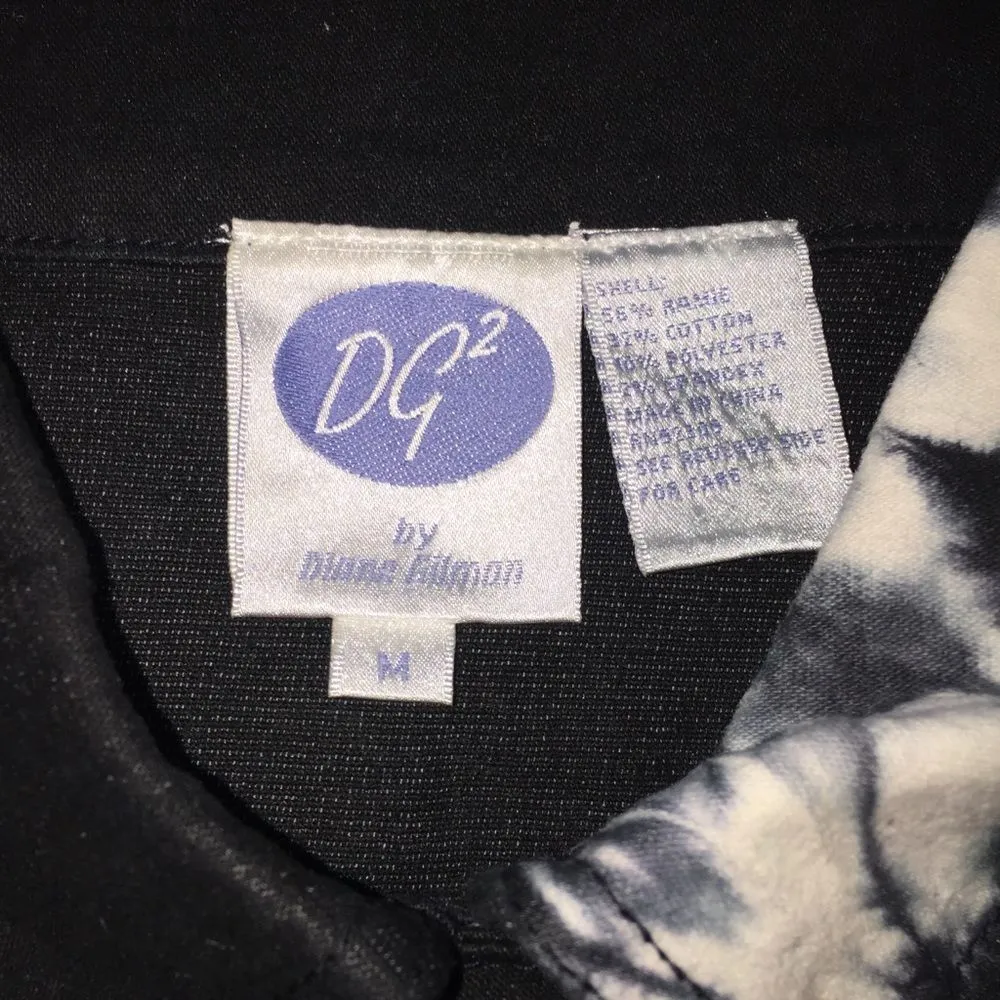 DG²
by
Diane Gilman
M
SHELL:
56% RAMIE
32% COTTON
10% POLYESTER
2% SPANDEX
MADE IN CHINA
SEE REVERSE SIDE
FOR CARE